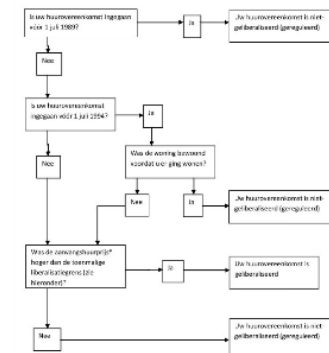 Is uw huurovereenkomst ingegaan
vóór 1 juli 1989?
Ja
Uw huurovereenkomst is niet-
geliberaliseerd (gereguleerd)
Nee
Is uw huurovereenkomst
ingegaan vóór 1 juli 1994?
Ja
Nee
Was de woning bewoond
voordat u er ging wonen?
Nee
Ja
Uw huurovereenkomst is niet-
geliberaliseerd (gereguleerd)
Was de aanvangshuurprijs*
hoger dan de toenmalige
liberalisatiegrens (zie
hieronder)?
Ja
Uw huurovereenkomst is
geliberaliseerd
Nee
Uw huurovereenkomst is niet-
geliberaliseerd (gereguleerd)